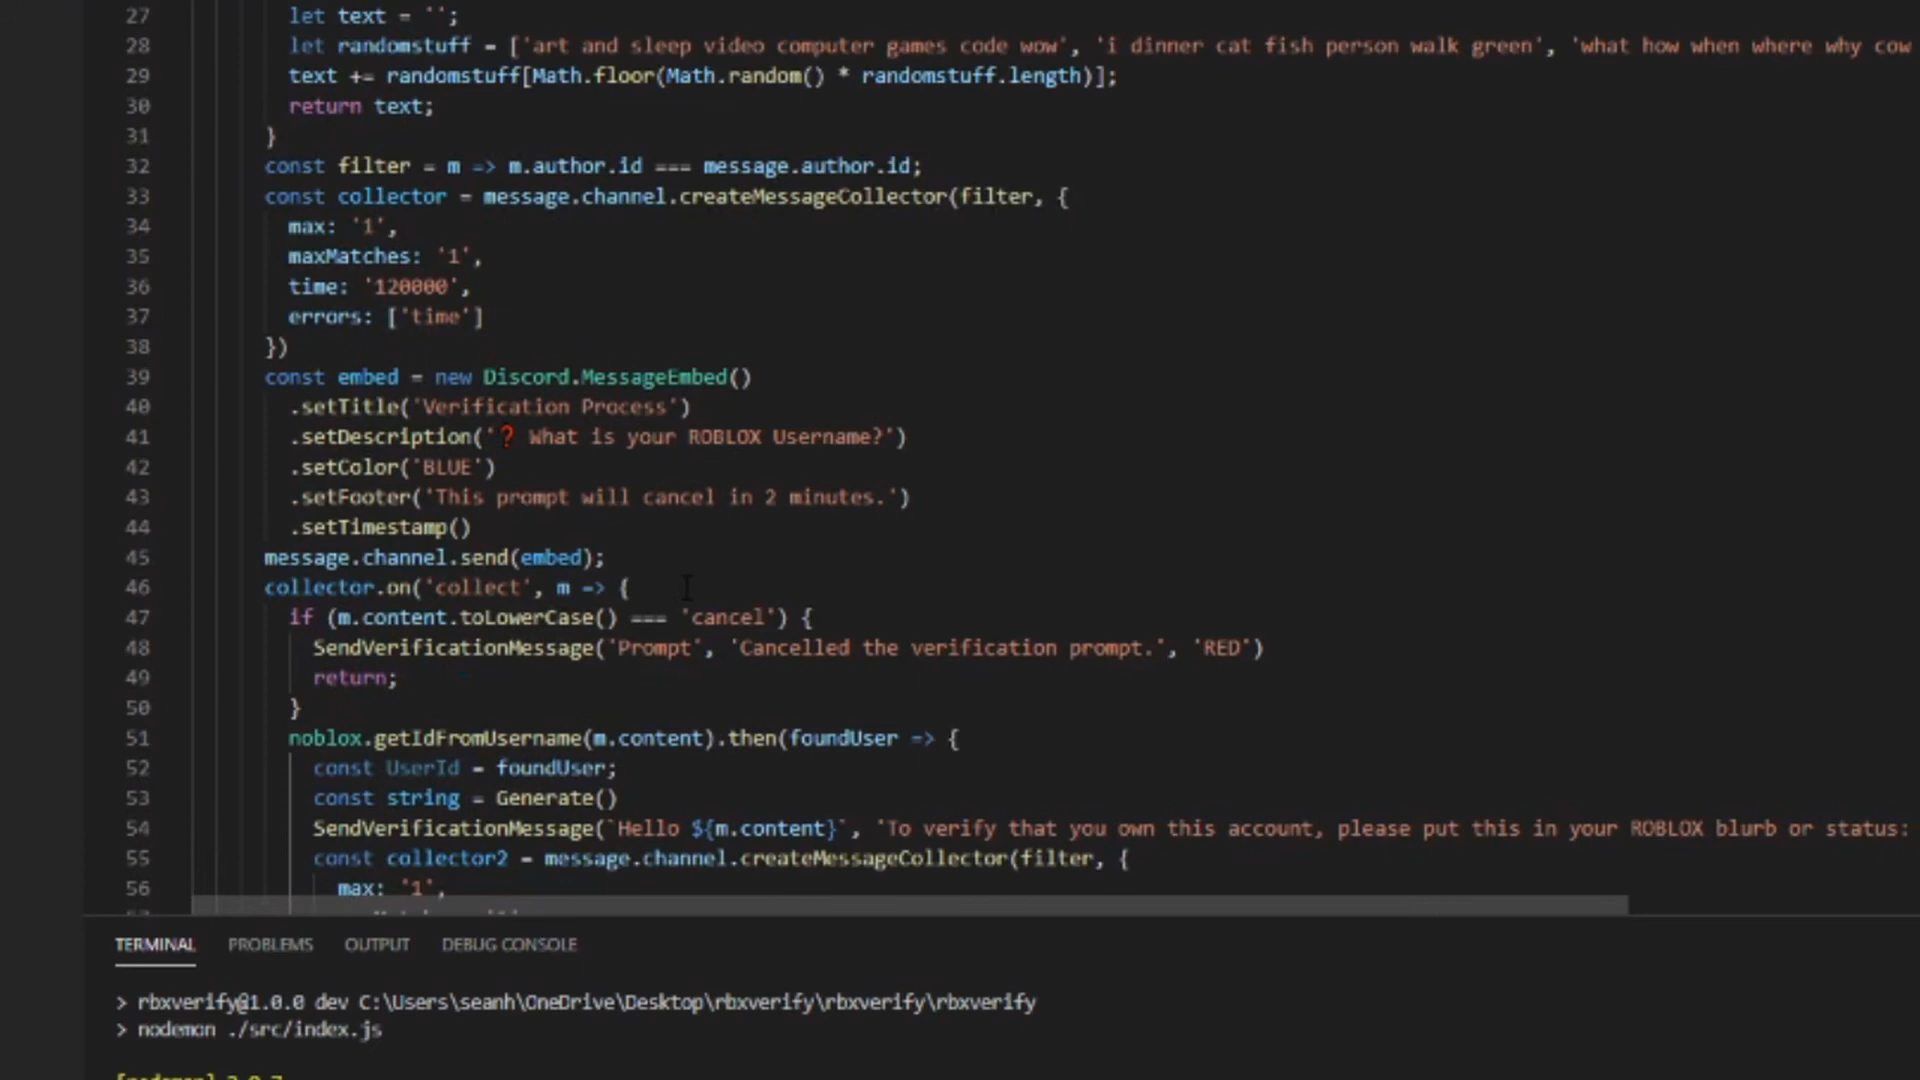 27 let text = '';
28 let randomstuff = ['art and sleep video computer games code wow', 'i dinner cat fish person walk green', 'what how when where why cow
29 text += randomstuff[Math.floor(Math.random() * randomstuff.length)];
30 return text;
31 }
32 const filter = m => m.author.id === message.author.id;
33 const collector = message.channel.createMessageCollector(filter, {
34 max: '1',
35 maxMatches: '1',
36 time: '120000',
37 errors: ['time']
38 })
39 const embed = new Discord.MessageEmbed()
40 .setTitle('Verification Process')
41 .setDescription('❓ What is your ROBLOX Username?')
42 .setColor('BLUE')
43 .setFooter('This prompt will cancel in 2 minutes.')
44 .setTimestamp()
45 message.channel.send(embed);
46 collector.on('collect', m => {
47 if (m.content.toLowerCase() === 'cancel') {
48 SendVerificationMessage('Prompt', 'Cancelled the verification prompt.', 'RED')
49 return;
50 }
51 noblox.getIdFromUsername(m.content).then(foundUser => {
52 const UserId = foundUser;
53 const string = Generate()
54 SendVerificationMessage(`Hello ${m.content}`, 'To verify that you own this account, please put this in your ROBLOX blurb or status:
55 const collector2 = message.channel.createMessageCollector(filter, {
56 max: '1',
TERMINAL PROBLEMS OUTPUT DEBUG CONSOLE
> rbxverify@1.0.0 dev C:\Users\seanh\OneDrive\Desktop\rbxverify\rbxverify\rbxverify
> nodemon ./src/index.js